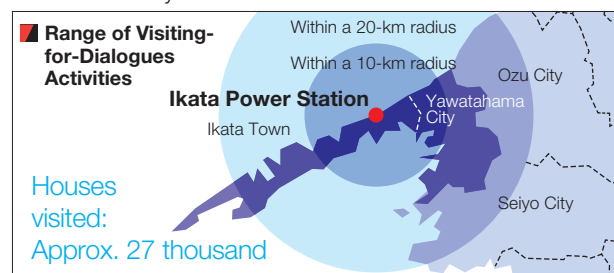 Range of Visiting-
for-Dialogues
Activities
Within a 20-km radius
Within a 10-km radius
Ikata Power Station
Ozu City
Yawatahama
City
Ikata Town
Seiyo City
Houses
visited:
Approx. 27 thousand